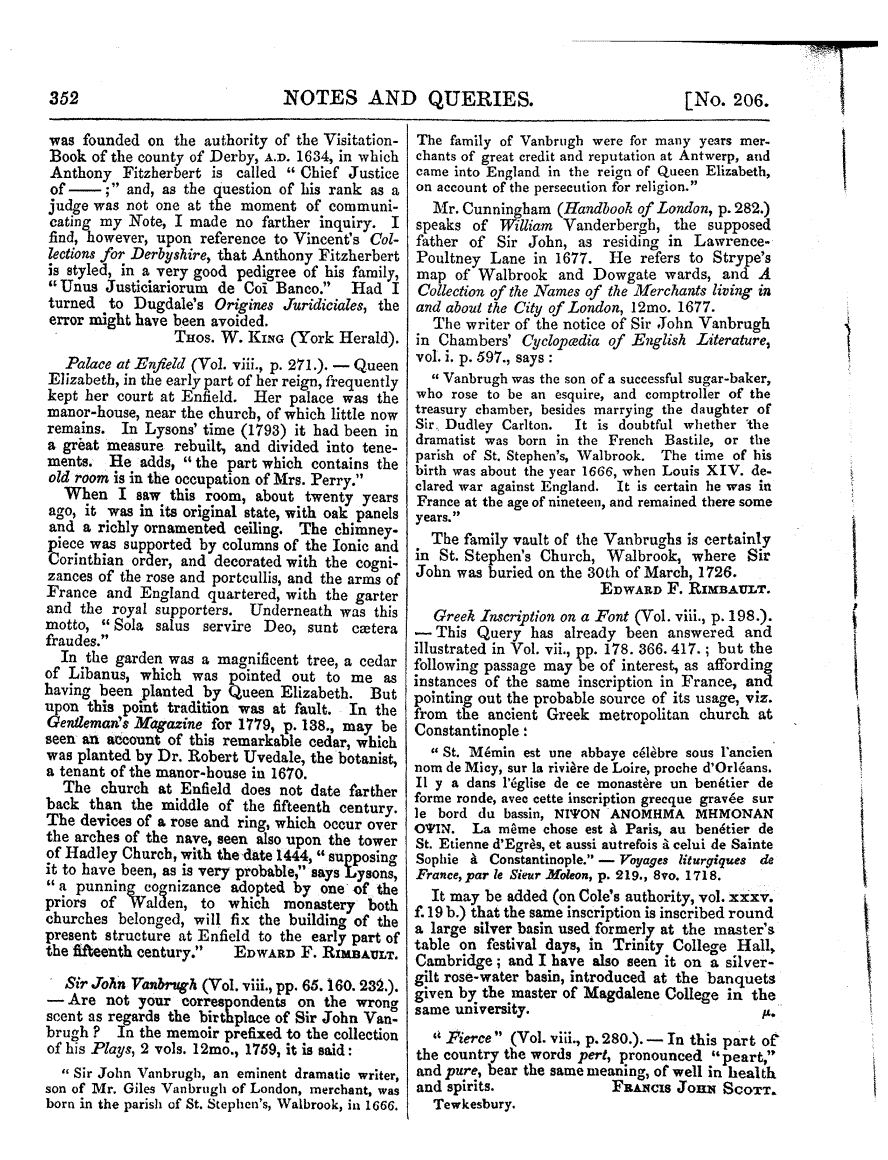 352 NOTES AND QUERIES. [No. 206.
was founded on the authority of the Visitation-
Book of the county of Derby, A.D. 1634, in which
Anthony Fitzherbert is called "Chief Justice
of —— ;" and, as the question of his rank as a
judge was not one at the moment of communi-
cating my Note, I made no farther inquiry. I
find, however, upon reference to Vincent's Col-
lections for Derbyshire, that Anthony Fitzherbert
is styled, in a very good pedigree of his family,
"Unus Justiciariorum de Coi Banco." Had I
turned to Dugdale's Origines Juridiciales, the
error might have been avoided.
THOS. W. KING (York Herald).
Palace at Enfield (Vol. viii., p. 271.). — Queen
Elizabeth, in the early part of her reign, frequently
kept her court at Enfield. Her palace was the
manor-house, near the church, of which little now
remains. In Lysons' time (1793) it had been in
a great measure rebuilt, and divided into tene-
ments. He adds, "the part which contains the
old room is in the occupation of Mrs. Perry."
When I saw this room, about twenty years
ago, it was in its original state, with oak panels
and a richly ornamented ceiling. The chimney-
piece was supported by columns of the Ionic and
Corinthian order, and decorated with the cogni-
zances of the rose and portcullis, and the arms of
France and England quartered, with the garter
and the royal supporters. Underneath was this
motto, "Sola salus servire Deo, sunt cætera
fraudes."
In the garden was a magnificent tree, a cedar
of Libanus, which was pointed out to me as
having been planted by Queen Elizabeth. But
upon this point tradition was at fault. In the
Gentleman's Magazine for 1779, p. 138., may be
seen an account of this remarkable cedar, which
was planted by Dr. Robert Uvedale, the botanist,
a tenant of the manor-house in 1670.
The church at Enfield does not date farther
back than the middle of the fifteenth century.
The devices of a rose and ring, which occur over
the arches of the nave, seen also upon the tower
of Hadley Church, with the date 1444, "supposing
it to have been, as is very probable," says Lysons,
"a punning cognizance adopted by one of the
priors of Walden, to which monastery both
churches belonged, will fix the building of the
present structure at Enfield to the early part of
the fifteenth century." EDWARD F. RIMBAULT.
Sir John Vanbrugh (Vol. viii., pp. 65. 160. 232.).
— Are not your correspondents on the wrong
scent as regards the birthplace of Sir John Van-
brugh? In the memoir prefixed to the collection
of his Plays, 2 vols. 12mo., 1759, it is said:
"Sir John Vanbrugh, an eminent dramatic writer,
son of Mr. Giles Vanbrugh of London, merchant, was
born in the parish of St. Stephen's, Walbrook, in 1666.
The family of Vanbrugh were for many years mer-
chants of great credit and reputation at Antwerp, and
came into England in the reign of Queen Elizabeth,
on account of the persecution for religion."
Mr. Cunningham (Handbook of London, p. 282.)
speaks of William Vanderbergh, the supposed
father of Sir John, as residing in Lawrence-
Poultney Lane in 1677. He refers to Strype's
map of Walbrook and Dowgate wards, and A
Collection of the Names of the Merchants living in
and about the City of London, 12mo. 1677.
The writer of the notice of Sir John Vanbrugh
in Chambers' Cyclopædia of English Literature,
vol. i. p. 597., says:
"Vanbrugh was the son of a successful sugar-baker,
who rose to be an esquire, and comptroller of the
treasury chamber, besides marrying the daughter of
Sir Dudley Carlton. It is doubtful whether the
dramatist was born in the French Bastile, or the
parish of St. Stephen's, Walbrook. The time of his
birth was about the year 1666, when Louis XIV. de-
clared war against England. It is certain he was in
France at the age of nineteen, and remained there some
years."
The family vault of the Vanbrughs is certainly
in St. Stephen's Church, Walbrook, where Sir
John was buried on the 30th of March, 1726.
EDWARD F. RIMBAULT.
Greek Inscription on a Font (Vol. viii., p. 198.).
— This Query has already been answered and
illustrated in Vol. vii., pp. 178. 366. 417.; but the
following passage may be of interest, as affording
instances of the same inscription in France, and
pointing out the probable source of its usage, viz.
from the ancient Greek metropolitan church at
Constantinople:
"St. Mémin est une abbaye célèbre sous l'ancien
nom de Micy, sur la rivière de Loire, proche d'Orléans.
Il y a dans l'église de ce monastère un benétier de
forme ronde, avec cette inscription grecque gravée sur
le bord du bassin, ΝΙΨΟΝ ΑΝΟΜΗΜΑ ΜΗΜΟΝΑΝ
ΟΨΙΝ. La même chose est à Paris, au benétier de
St. Etienne d'Egrès, et aussi autrefois à celui de Sainte
Sophie à Constantinople." — Voyages liturgiques de
France, par le Sieur Moleon, p. 219., 8vo. 1718.
It may be added (on Cole's authority, vol. xxxv.
f. 19 b.) that the same inscription is inscribed round
a large silver basin used formerly at the master's
table on festival days, in Trinity College Hall,
Cambridge; and I have also seen it on a silver-
gilt rose-water basin, introduced at the banquets
given by the master of Magdalene College in the
same university. μ.
"Fierce" (Vol. viii., p. 280.). — In this part of
the country the words pert, pronounced "peart,"
and pure, bear the same meaning, of well in health
and spirits. FRANCIS JOHN SCOTT.
Tewkesbury.